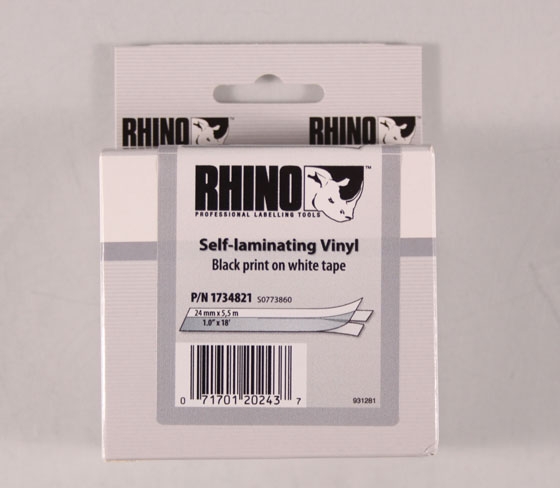 RHINO RHINO
RHINO™
PROFESSIONAL LABELLING TOOLS
Self-laminating Vinyl
Black print on white tape
P/N 1734821 S0773860
24 mm x 5,5 m
1.0" x 18'
0 71701 20243 7
931281